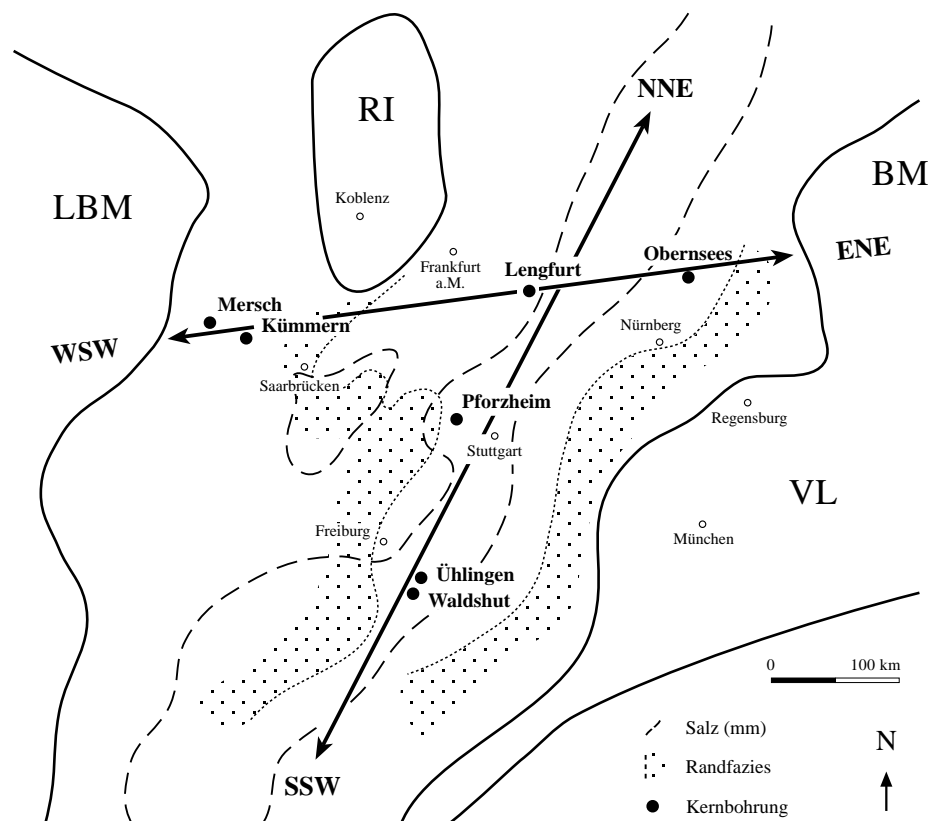 NNE
RI
BM
Koblenz
LBM
ENE
Obernsees
Frankfurt
a.M.
Lengfurt
Mersch
Kümmern
Nürnberg
WSW
Saarbrücken
Pforzheim
Regensburg
Stuttgart
VL
Freiburg
München
Ühlingen
Waldshut
0 100 km
Salz (mm)
N
Randfazies
SSW
Kernbohrung